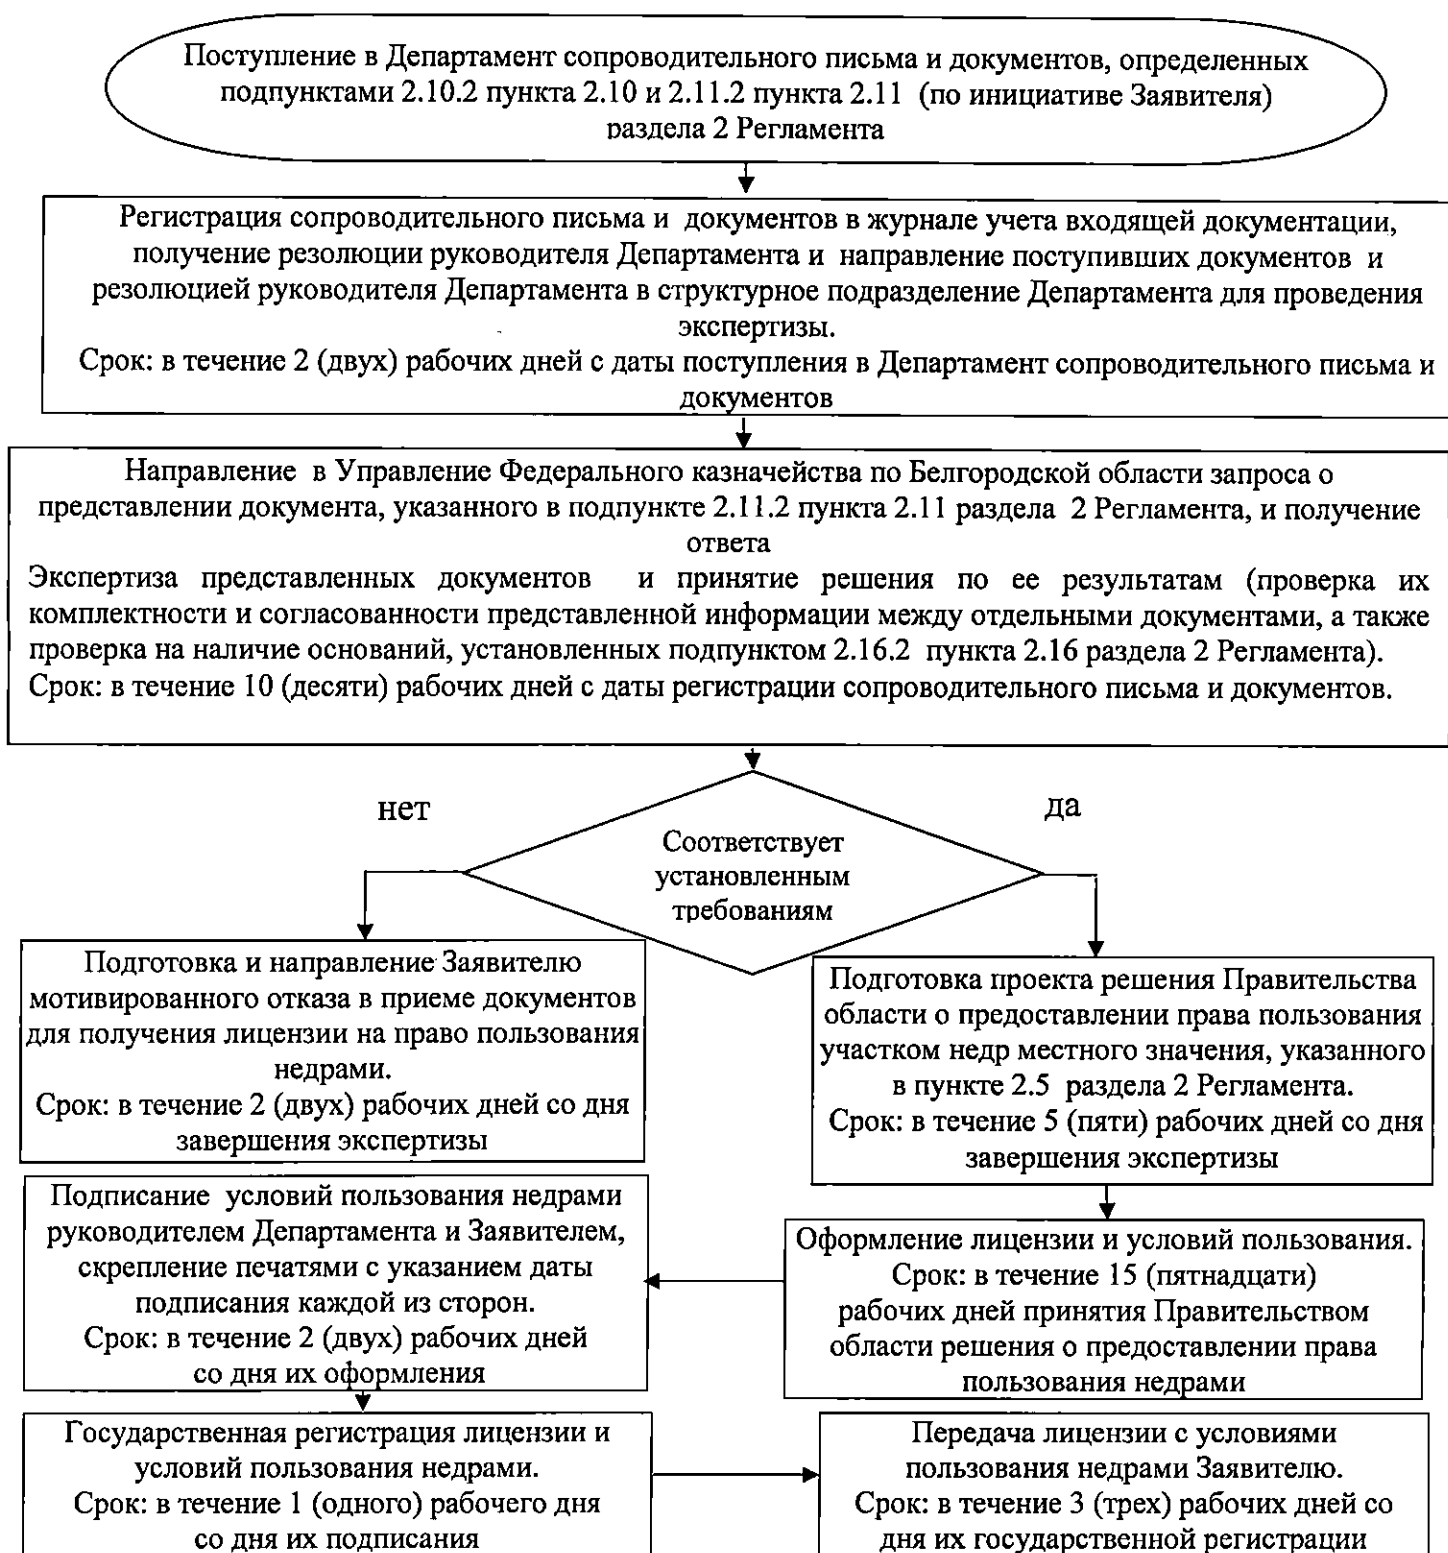 Поступление в Департамент сопроводительного письма и документов, определенных
подпунктами 2.10.2 пункта 2.10 и 2.11.2 пункта 2.11 (по инициативе Заявителя)
раздела 2 Регламента
Регистрация сопроводительного письма и документов в журнале учета входящей документации,
получение резолюции руководителя Департамента и направление поступивших документов и
резолюцией руководителя Департамента в структурное подразделение Департамента для проведения
экспертизы.
Срок: в течение 2 (двух) рабочих дней с даты поступления в Департамент сопроводительного письма и
документов
Направление в Управление Федерального казначейства по Белгородской области запроса о
представлении документа, указанного в подпункте 2.11.2 пункта 2.11 раздела 2 Регламента, и получение
ответа
Экспертиза представленных документов и принятие решения по ее результатам (проверка их
комплектности и согласованности представленной информации между отдельными документами, а также
проверка на наличие оснований, установленных подпунктом 2.16.2 пункта 2.16 раздела 2 Регламента).
Срок: в течение 10 (десяти) рабочих дней с даты регистрации сопроводительного письма и документов.
нет
да
Соответствует
установленным
требованиям
Подготовка и направление Заявителю
мотивированного отказа в приеме документов
для получения лицензии на право пользования
недрами.
Срок: в течение 2 (двух) рабочих дней со дня
завершения экспертизы
Подготовка проекта решения Правительства
области о предоставлении права пользования
участком недр местного значения, указанного
в пункте 2.5 раздела 2 Регламента.
Срок: в течение 5 (пяти) рабочих дней со дня
завершения экспертизы
Подписание условий пользования недрами
руководителем Департамента и Заявителем,
скрепление печатями с указанием даты
подписания каждой из сторон.
Срок: в течение 2 (двух) рабочих дней
со дня их оформления
Оформление лицензии и условий пользования.
Срок: в течение 15 (пятнадцати)
рабочих дней принятия Правительством
области решения о предоставлении права
пользования недрами
Государственная регистрация лицензии и
условий пользования недрами.
Срок: в течение 1 (одного) рабочего дня
со дня их подписания
Передача лицензии с условиями
пользования недрами Заявителю.
Срок: в течение 3 (трех) рабочих дней со
дня их государственной регистрации